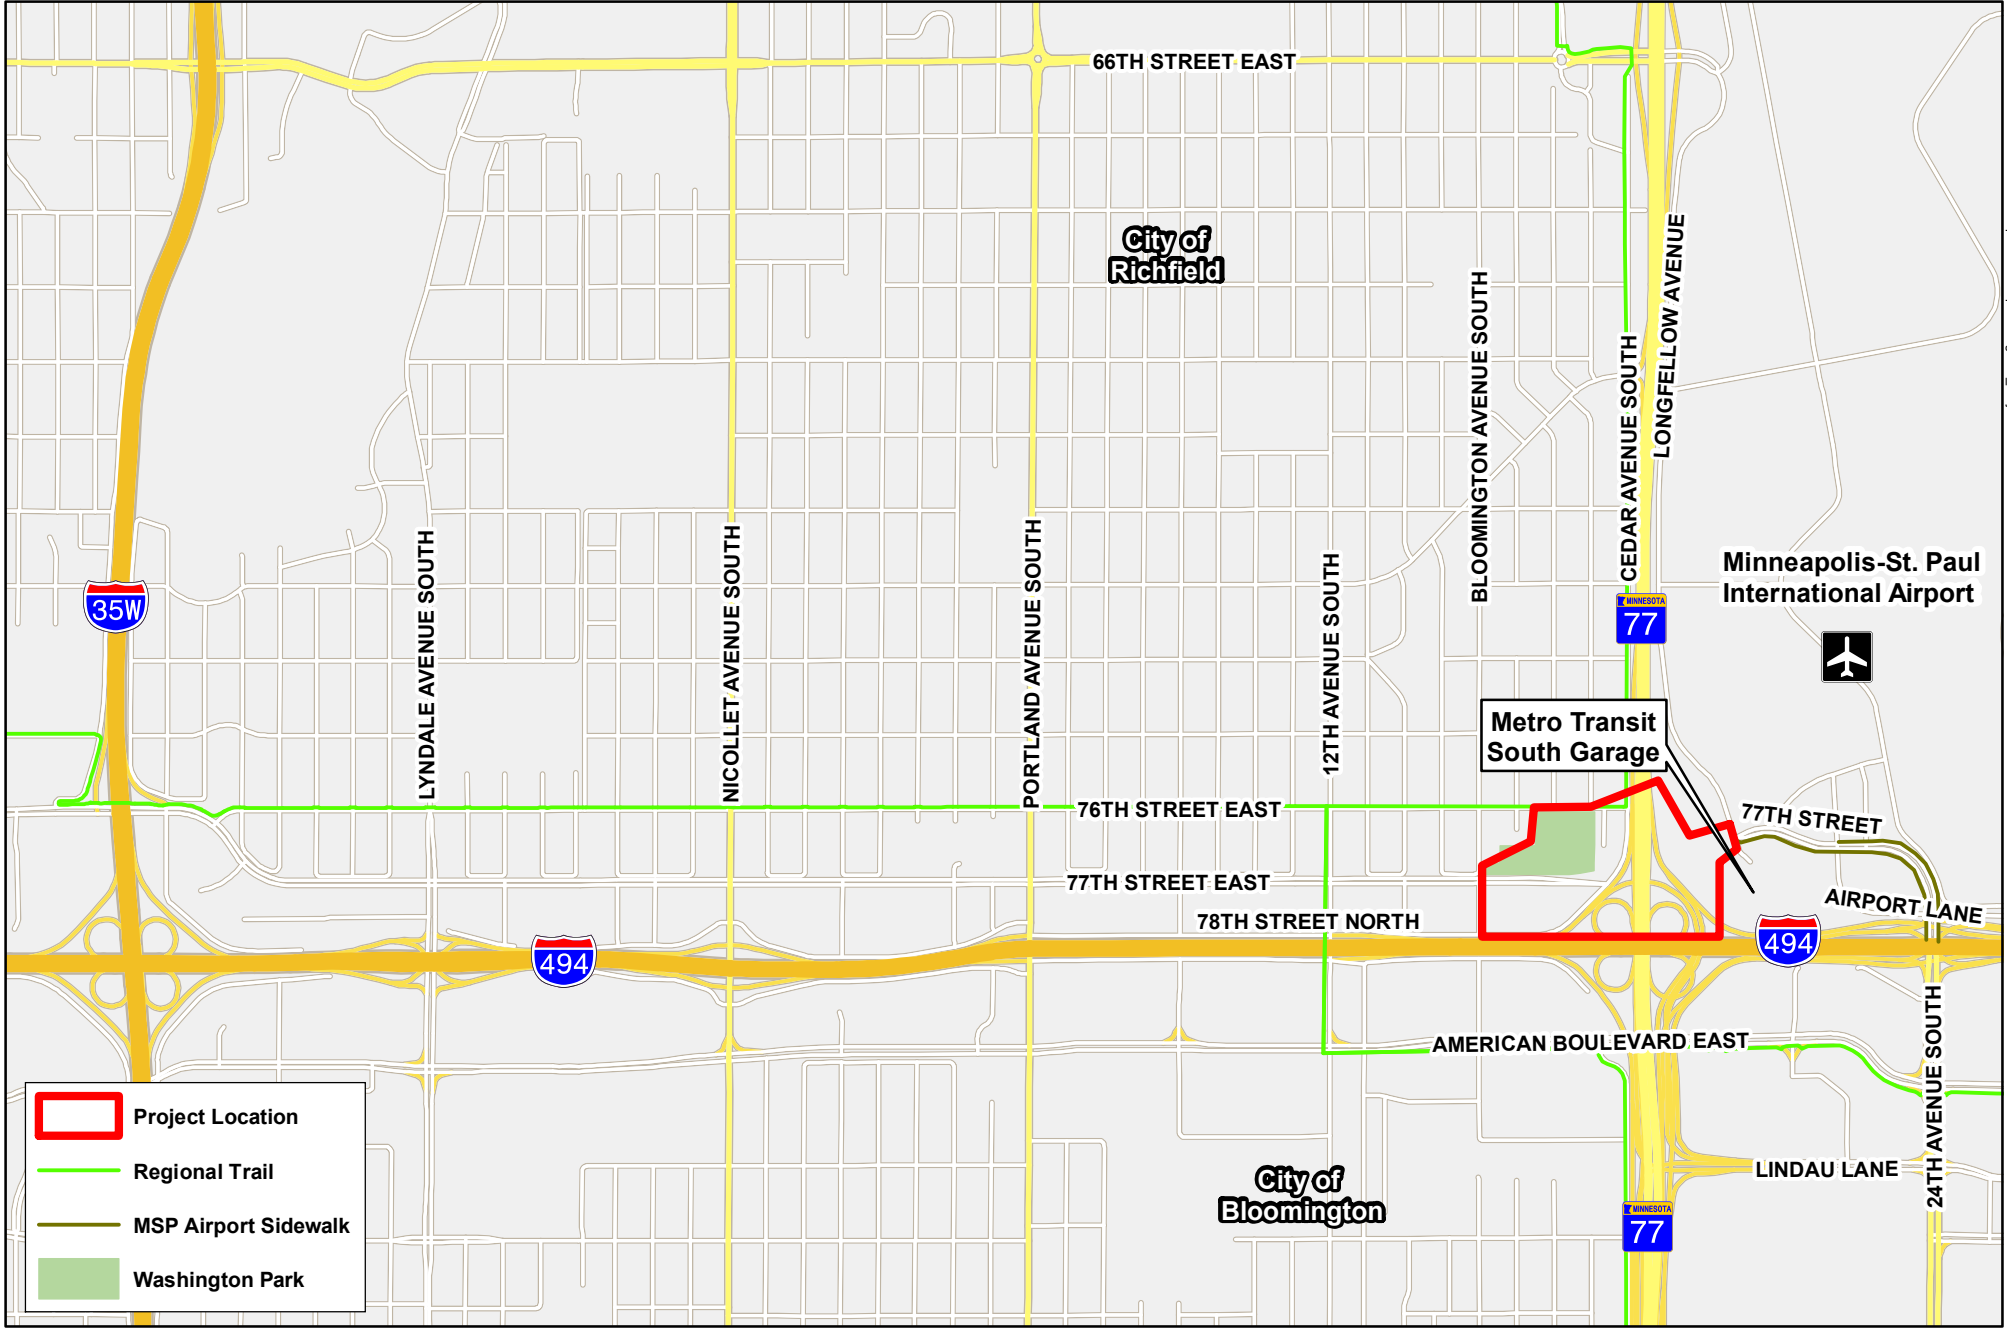 66TH STREET EAST
City of
Richfield
LONGFELLOW AVENUE
BLOOMINGTON AVENUE SOUTH
CEDAR AVENUE SOUTH
LYNDALE AVENUE SOUTH
NICOLLET AVENUE SOUTH
PORTLAND AVENUE SOUTH
12TH AVENUE SOUTH
Minneapolis-St. Paul
International Airport
35W
MINNESOTA
77
Metro Transit
South Garage
76TH STREET EAST
77TH STREET
77TH STREET EAST
78TH STREET NORTH
AIRPORT LANE
494
494
AMERICAN BOULEVARD EAST
24TH AVENUE SOUTH
LINDAU LANE
City of
Bloomington
MINNESOTA
77
Project Location
Regional Trail
MSP Airport Sidewalk
Washington Park